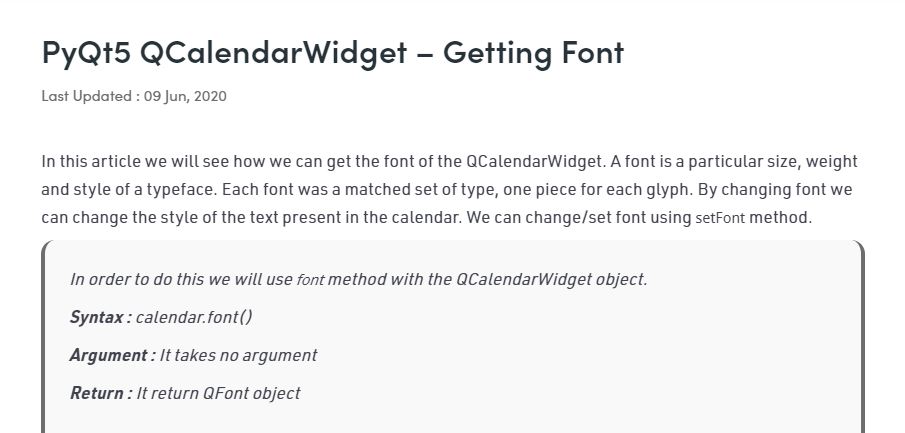 PyQt5 QCalendarWidget – Getting Font
Last Updated : 09 Jun, 2020
In this article we will see how we can get the font of the QCalendarWidget. A font is a particular size, weight
and style of a typeface. Each font was a matched set of type, one piece for each glyph. By changing font we
can change the style of the text present in the calendar. We can change/set font using setFont method.
In order to do this we will use font method with the QCalendarWidget object.
Syntax : calendar.font()
Argument : It takes no argument
Return : It return QFont object